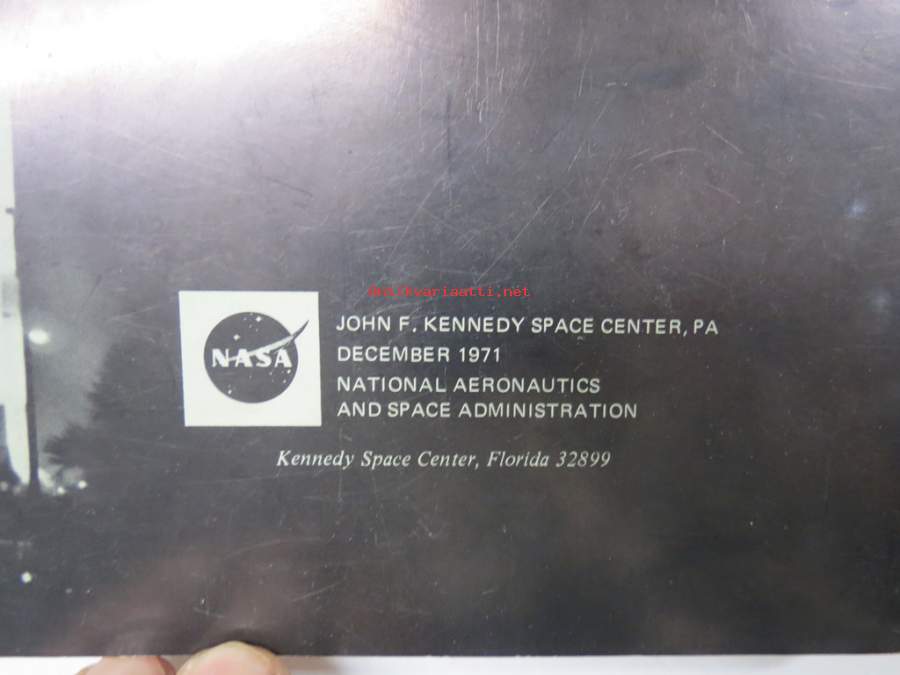 antikvariaatti.net
JOHN F. KENNEDY SPACE CENTER, PA
DECEMBER 1971
NASA
NATIONAL AERONAUTICS
AND SPACE ADMINISTRATION
Kennedy Space Center, Florida 32899